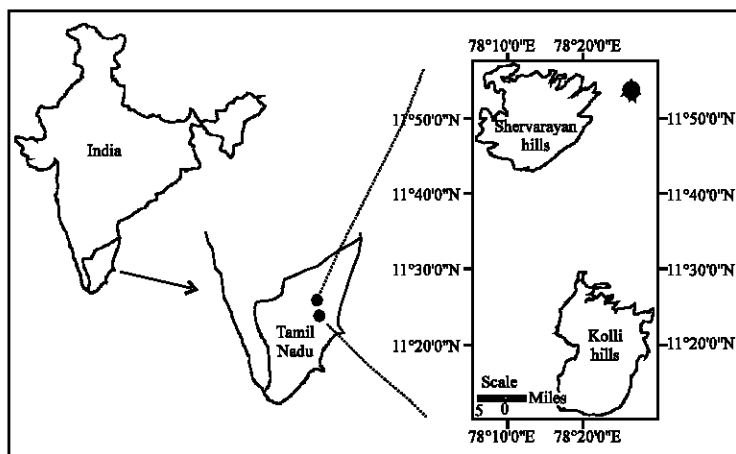 India
Tamil
Nadu
78°10'0"E 78°20'0"E
11°50'0"N
11°40'0"N
11°30'0"N
11°20'0"N
Shervarayan
hills
11°50'0"N
11°40'0"N
11°30'0"N
11°20'0"N
Kolli
hills
Scale
Miles
5 0
78°10'0"E 78°20'0"E